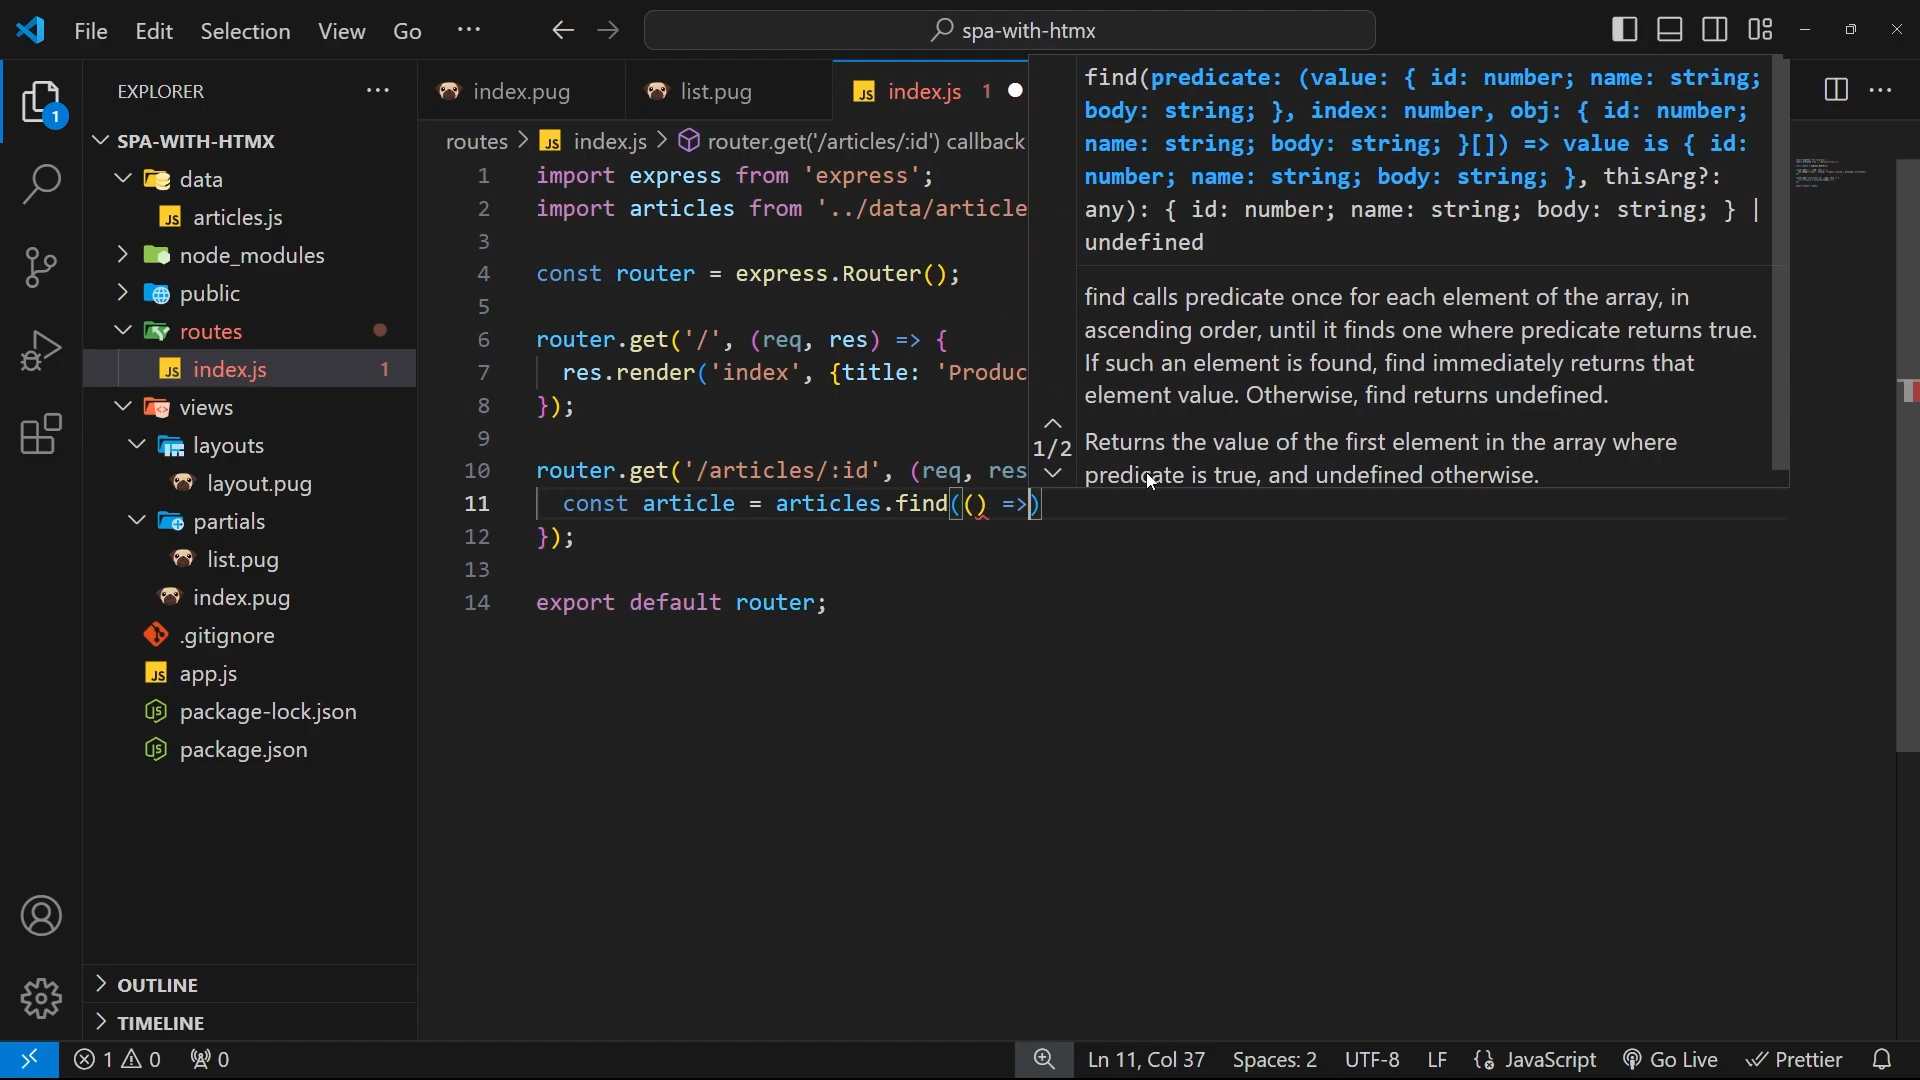 File Edit Selection View Go ··· spa-with-htmx
EXPLORER ···
1
SPA-WITH-HTMX
data
JS articles.js
node_modules
public
routes
JS index.js 1
views
layouts
layout.pug
partials
list.pug
index.pug
.gitignore
JS app.js
package-lock.json
package.json
OUTLINE
TIMELINE
index.pug list.pug JS index.js 1
routes > JS index.js > router.get('/articles/:id') callback
1 import express from 'express';
2 import articles from '../data/article
3
4 const router = express.Router();
5
6 router.get('/', (req, res) => {
7 res.render('index', {title: 'Produc
8 });
9
10 router.get('/articles/:id', (req, res
11 const article = articles.find(() =>)
12 });
13
14 export default router;
find(predicate: (value: { id: number; name: string;
body: string; }, index: number, obj: { id: number;
name: string; body: string; }[]) => value is { id:
number; name: string; body: string; }, thisArg?:
any): { id: number; name: string; body: string; } |
undefined
find calls predicate once for each element of the array, in
ascending order, until it finds one where predicate returns true.
If such an element is found, find immediately returns that
element value. Otherwise, find returns undefined.
1/2
Returns the value of the first element in the array where
predicate is true, and undefined otherwise.
1 0 0 Ln 11, Col 37 Spaces: 2 UTF-8 LF {} JavaScript Go Live Prettier